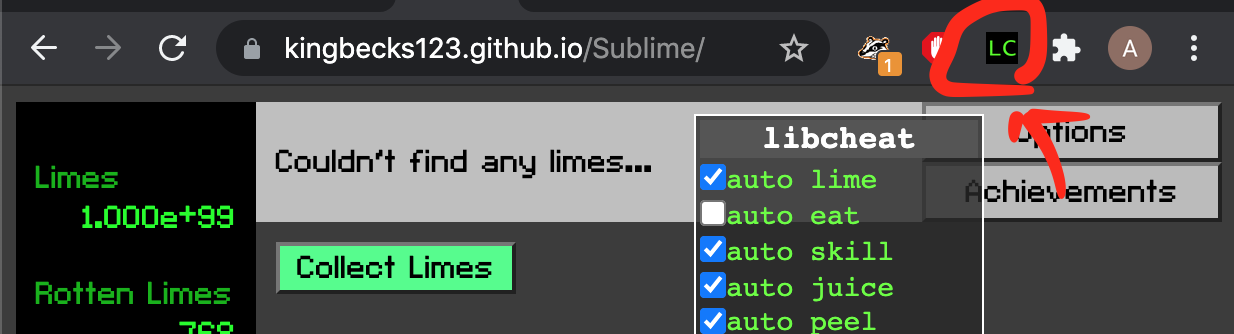 kingbecks123.github.io/Sublime/
1
LC
A
Limes
1.000e+99
Rotten Limes
Couldn't find any limes...
Collect Limes
libcheat
auto lime
auto eat
auto skill
auto juice
auto peel
Options
Achievements